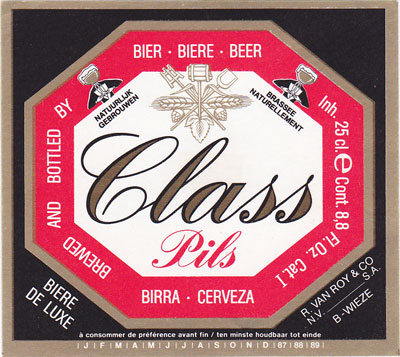 BIER · BIERE · BEER
NATUURLIJK
GEBROUWEN
BRASSEE
NATURELLEMENT
BREWED AND BOTTLED BY
Inh. 25 cl. e Cont. 8,8 Fl.Oz. Cat. I
Class
Pils
BIRRA · CERVEZA
BIERE
DE LUXE
R. VAN ROY & CO
N.V. S.A.
B-WIEZE
à consommer de préférence avant fin / ten minste houdbaar tot einde
|J|F|M|A|M|J|J|A|S|O|N|D|87|88|89|